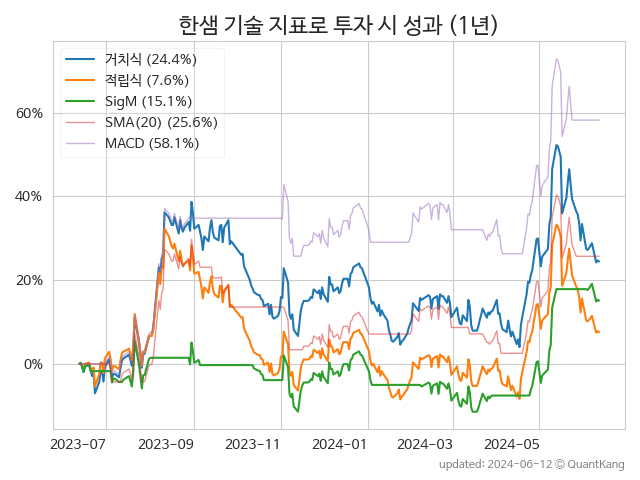 한샘 기술 지표로 투자 시 성과 (1년)
거치식 (24.4%)
적립식 (7.6%)
SigM (15.1%)
SMA(20) (25.6%)
MACD (58.1%)
60%
40%
20%
0%
2023-07 2023-09 2023-11 2024-01 2024-03 2024-05
updated: 2024-06-12 © QuantKang